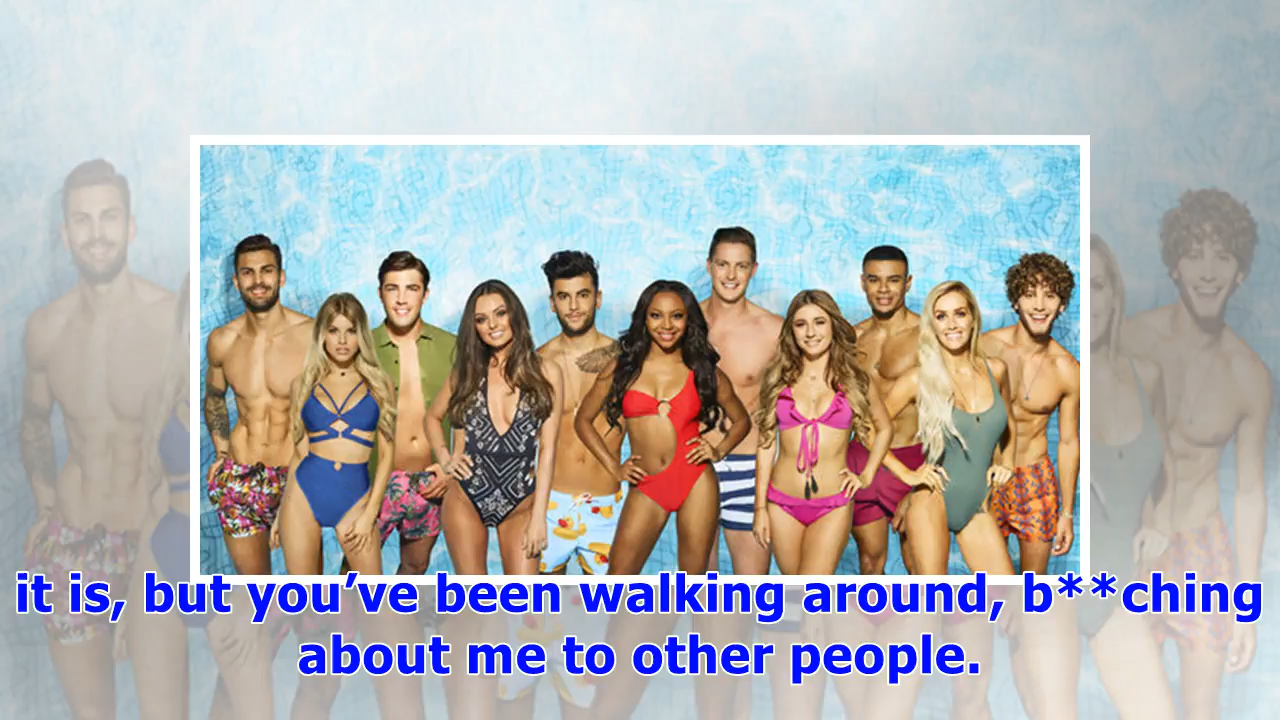 it is, but you’ve been walking around, b**ching
about me to other people.